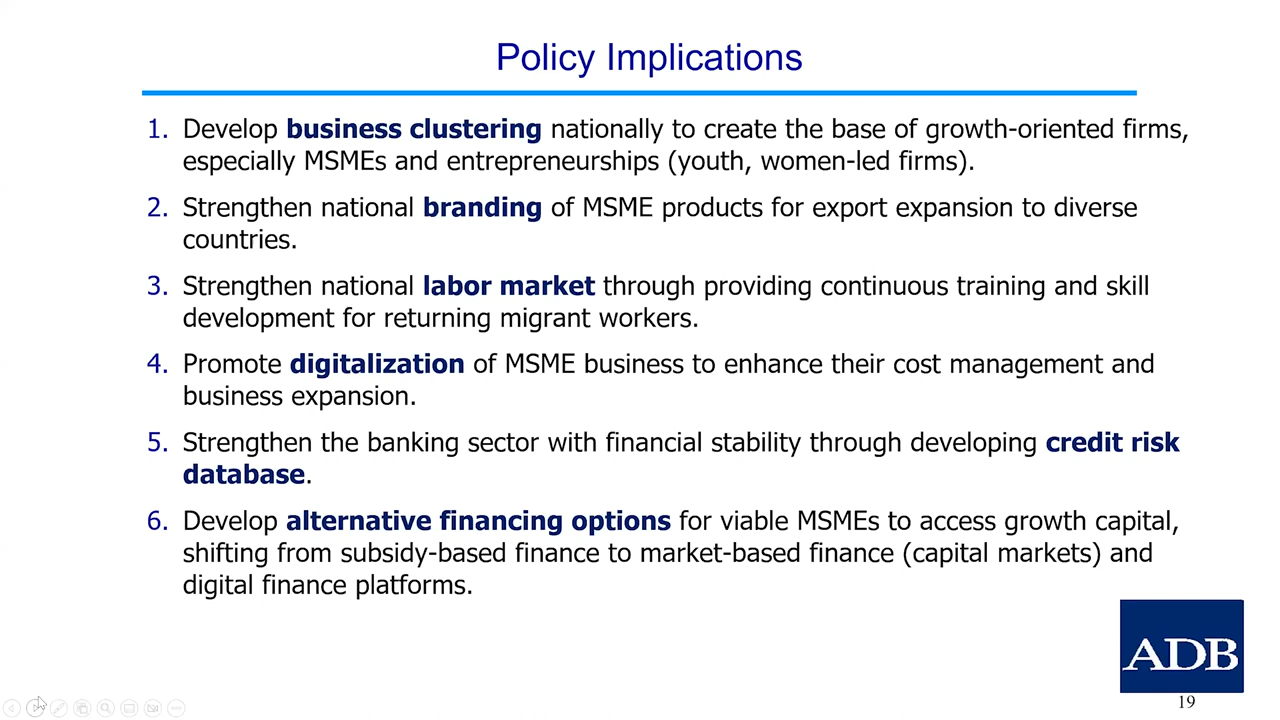 Policy Implications
1. Develop business clustering nationally to create the base of growth-oriented firms,
especially MSMEs and entrepreneurships (youth, women-led firms).
2. Strengthen national branding of MSME products for export expansion to diverse
countries.
3. Strengthen national labor market through providing continuous training and skill
development for returning migrant workers.
4. Promote digitalization of MSME business to enhance their cost management and
business expansion.
5. Strengthen the banking sector with financial stability through developing credit risk
database.
6. Develop alternative financing options for viable MSMEs to access growth capital,
shifting from subsidy-based finance to market-based finance (capital markets) and
digital finance platforms.
ADB
19